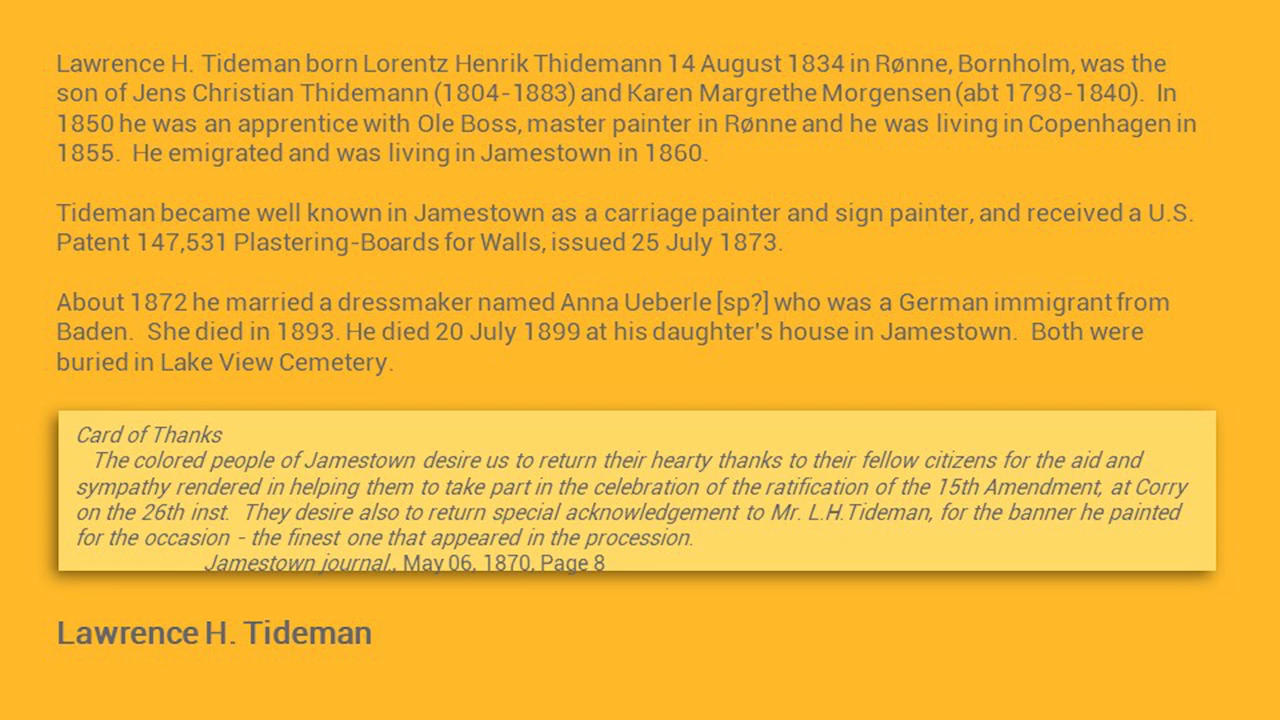 Lawrence H. Tideman born Lorentz Henrik Thidemann 14 August 1834 in Rønne, Bornholm, was the
son of Jens Christian Thidemann (1804-1883) and Karen Margrethe Morgensen (abt 1798-1840). In
1850 he was an apprentice with Ole Boss, master painter in Rønne and he was living in Copenhagen in
1855. He emigrated and was living in Jamestown in 1860.
Tideman became well known in Jamestown as a carriage painter and sign painter, and received a U.S.
Patent 147,531 Plastering-Boards for Walls, issued 25 July 1873.
About 1872 he married a dressmaker named Anna Ueberle [sp?] who was a German immigrant from
Baden. She died in 1893. He died 20 July 1899 at his daughter's house in Jamestown. Both were
buried in Lake View Cemetery.
Card of Thanks
The colored people of Jamestown desire us to return their hearty thanks to their fellow citizens for the aid and
sympathy rendered in helping them to take part in the celebration of the ratification of the 15th Amendment, at Corry
on the 26th inst. They desire also to return special acknowledgement to Mr. L.H.Tideman, for the banner he painted
for the occasion - the finest one that appeared in the procession.
Jamestown journal., May 06, 1870, Page 8
Lawrence H. Tideman